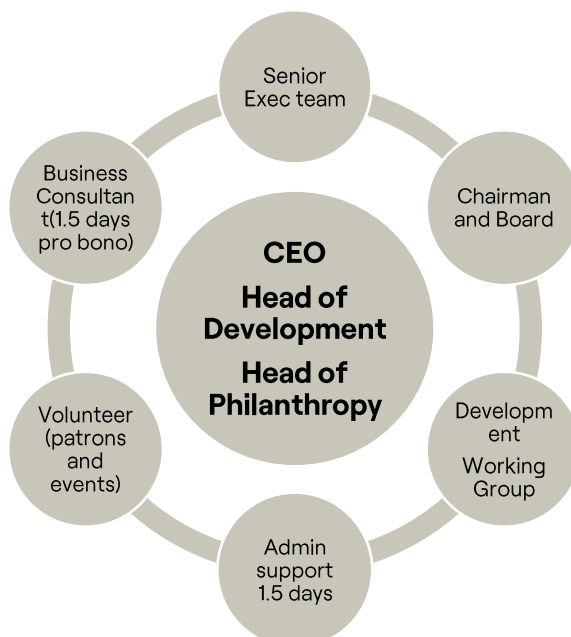 Senior
Exec team
Chairman
and Board
Developm
ent
Working
Group
Admin
support
1.5 days
Volunteer
(patrons
and
events)
Business
Consultan
t(1.5 days
pro bono)
CEO
Head of
Development
Head of
Philanthropy